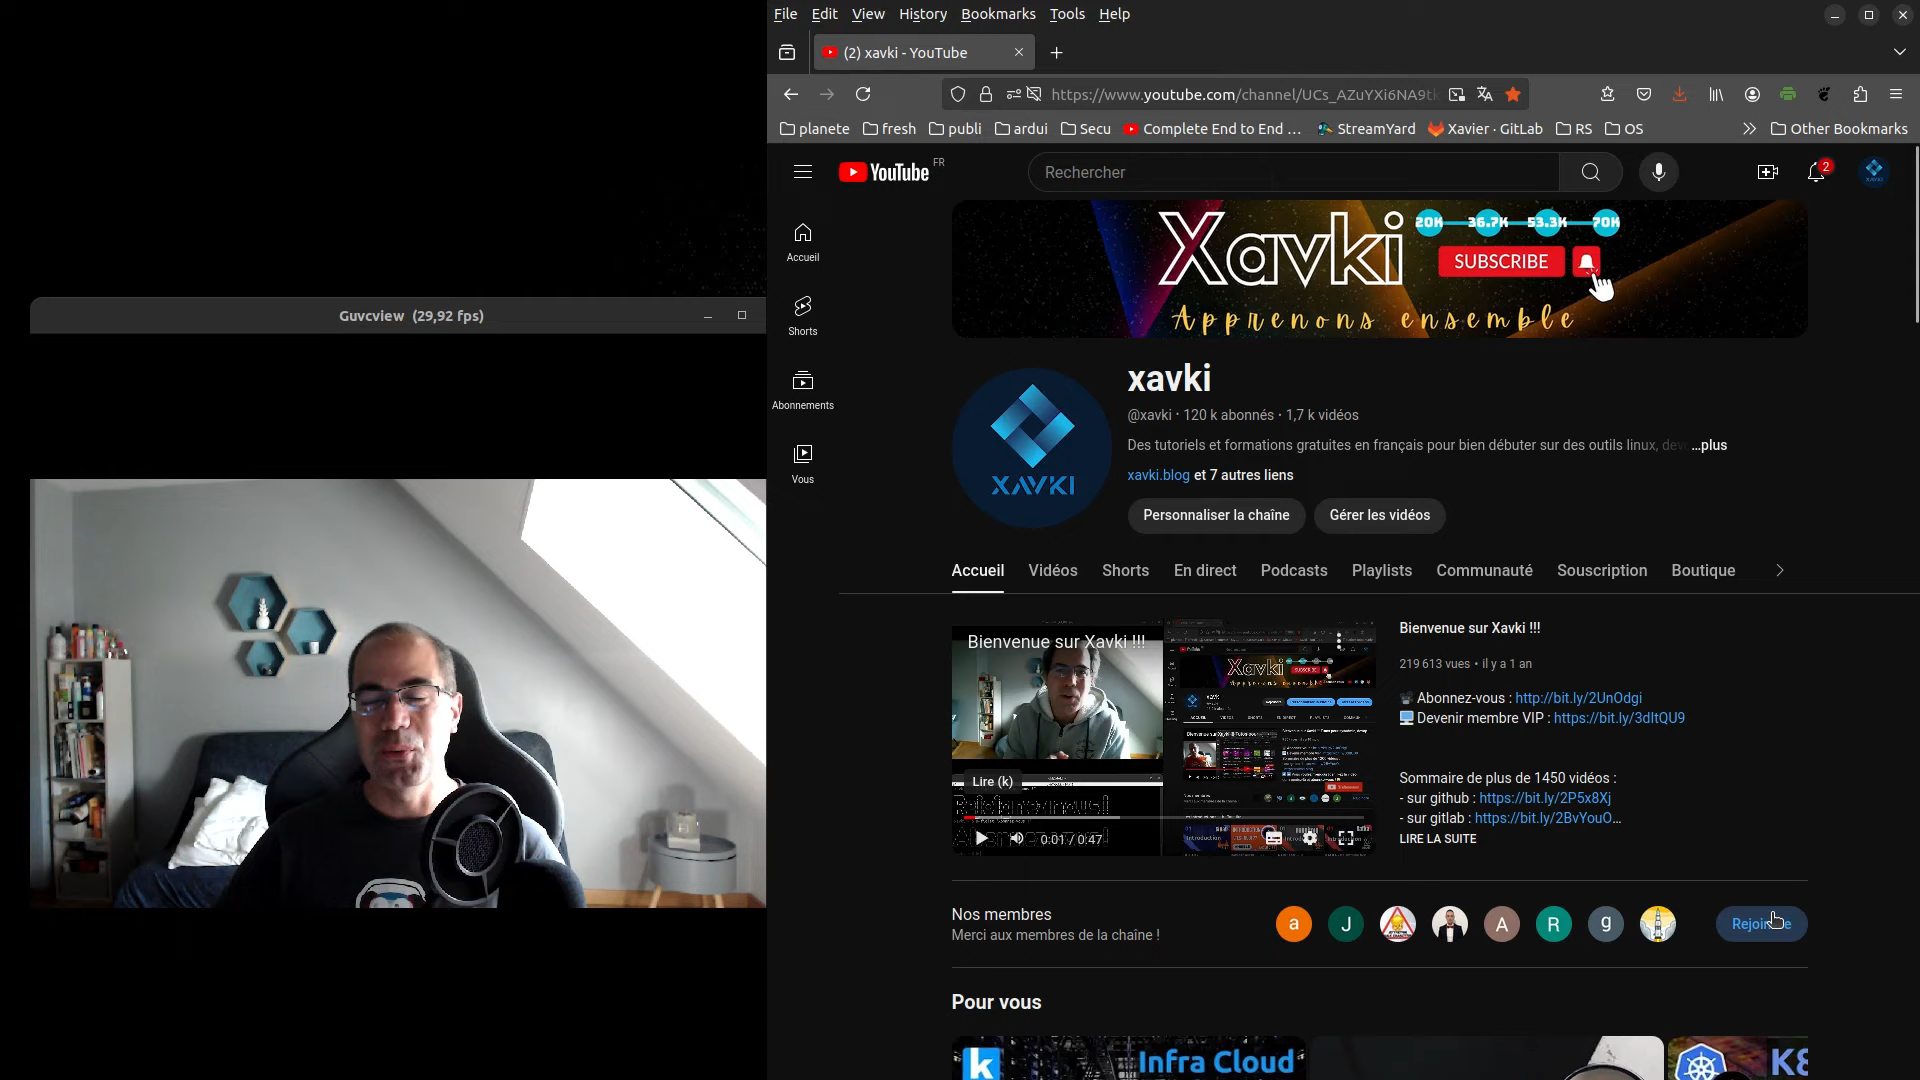 Guvcview (29,92 fps)
File Edit View History Bookmarks Tools Help
(2) xavki - YouTube
https://www.youtube.com/channel/UCs_AZuYXi6NA9tk
planete fresh publi ardui Secu Complete End to End ... StreamYard Xavier · GitLab RS OS Other Bookmarks
YouTube FR
Rechercher
2
Accueil
Shorts
Abonnements
Vous
Xavki
20K 36.7K 53.3K 70K
SUBSCRIBE
Apprenons ensemble
XAVKI
xavki
@xavki · 120 k abonnés · 1,7 k vidéos
Des tutoriels et formations gratuites en français pour bien débuter sur des outils linux, dev ...plus
xavki.blog et 7 autres liens
Personnaliser la chaîne Gérer les vidéos
Accueil Vidéos Shorts En direct Podcasts Playlists Communauté Souscription Boutique
Bienvenue sur Xavki !!!
Lire (k)
0:01 / 0:47
Bienvenue sur Xavki !!!
219 613 vues • il y a 1 an
Abonnez-vous : http://bit.ly/2UnOdgi
Devenir membre VIP : https://bit.ly/3dItQU9
Sommaire de plus de 1450 vidéos :
- sur github : https://bit.ly/2P5x8Xj
- sur gitlab : https://bit.ly/2BvYouO...
LIRE LA SUITE
Nos membres
Merci aux membres de la chaîne !
a J A R g
Pour vous
k Infra Cloud
K8